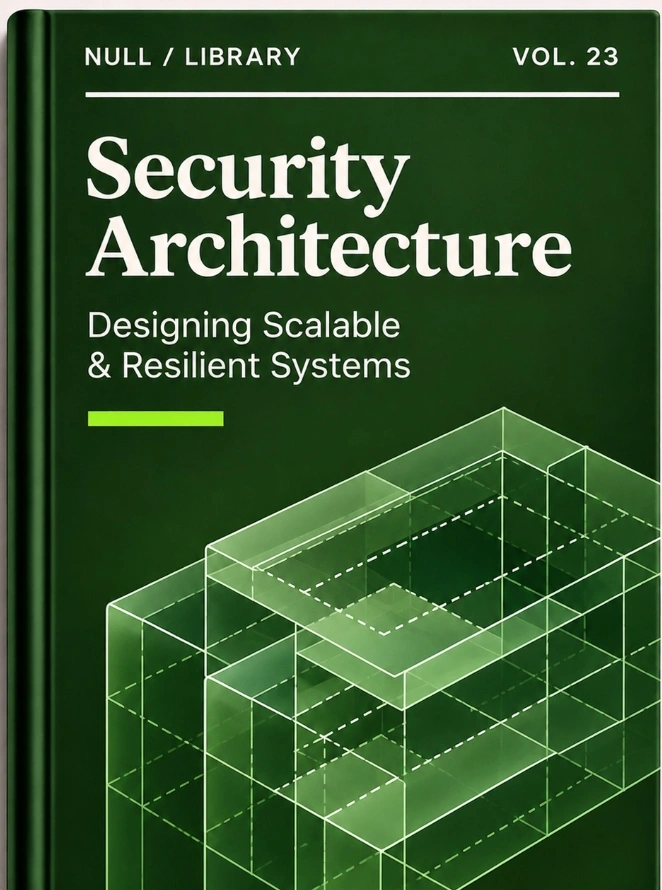 NULL / LIBRARY
VOL. 23
Security
Architecture
Designing Scalable
& Resilient Systems